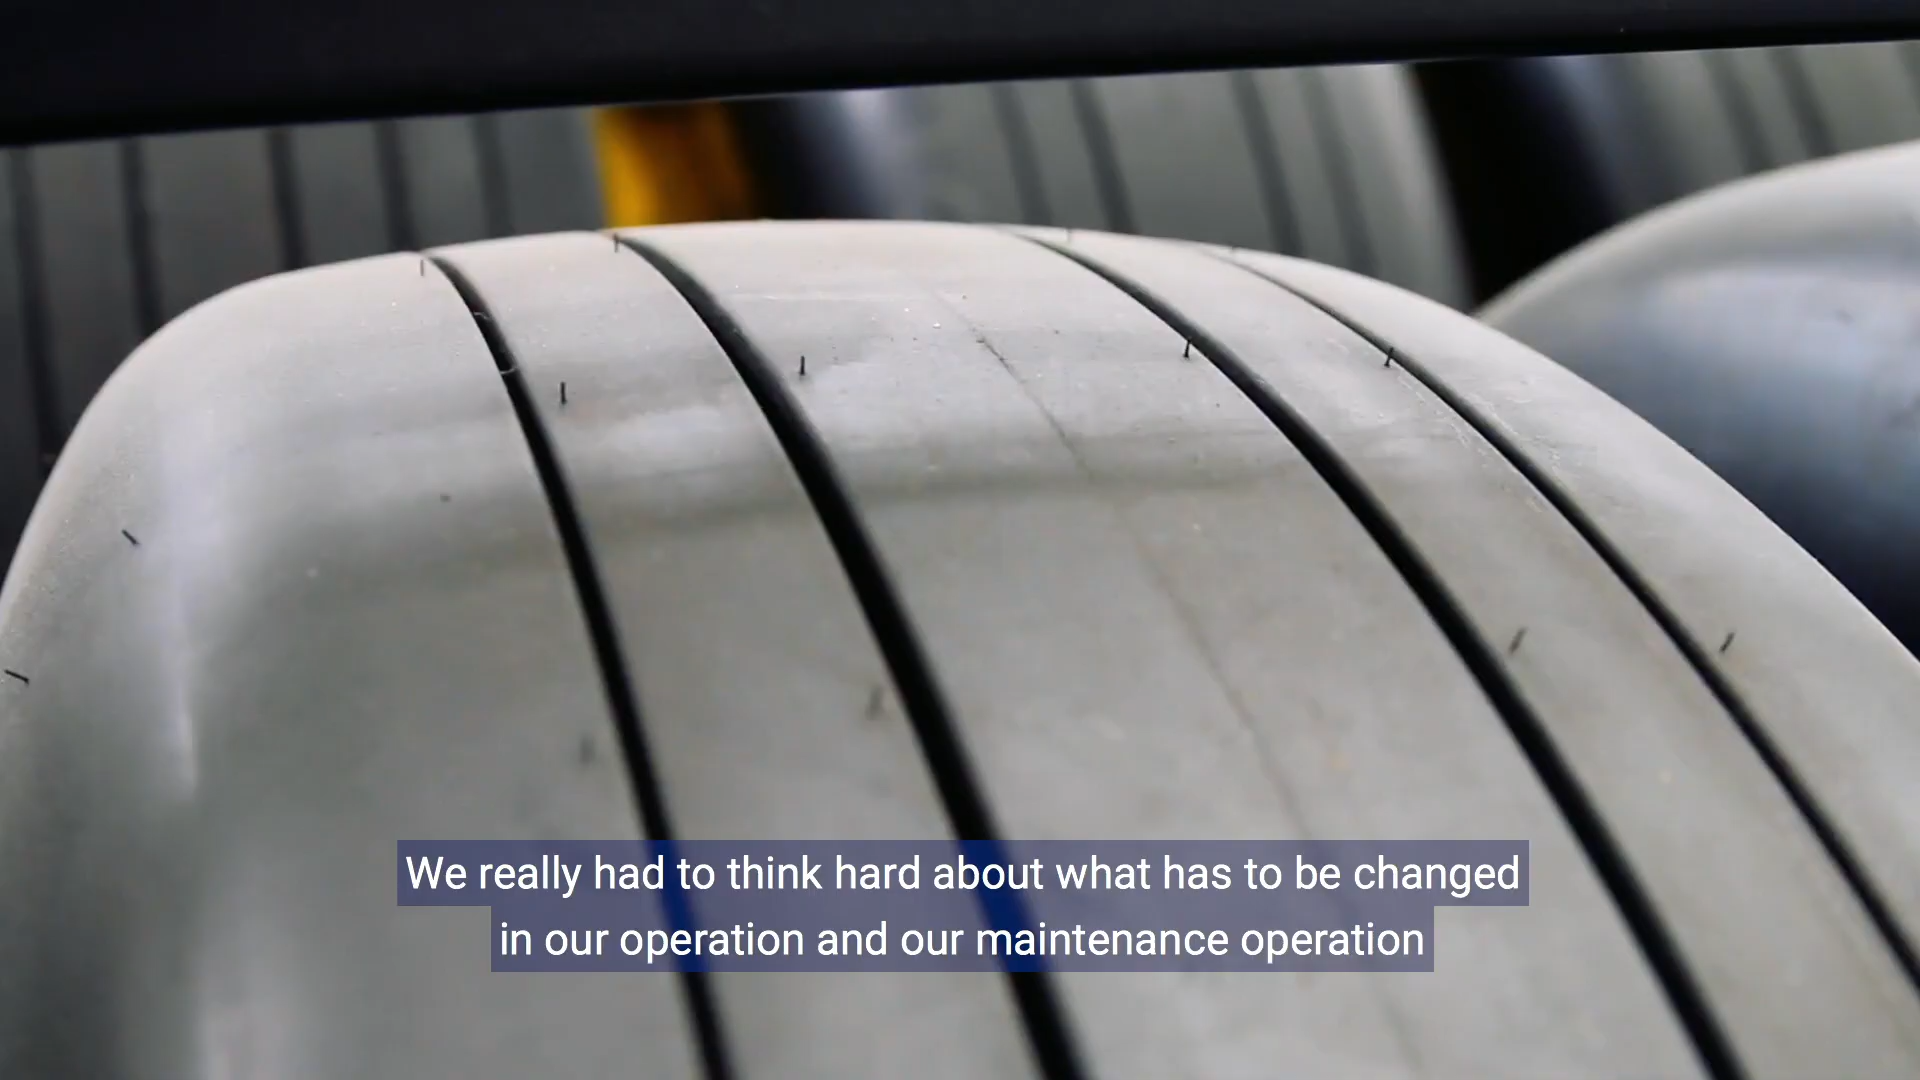 We really had to think hard about what has to be changed
in our operation and our maintenance operation